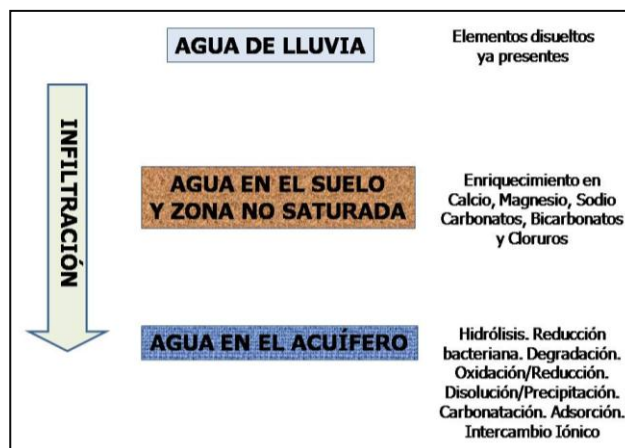 AGUA DE LLUVIA
Elementos disueltos
ya presentes
INFILTRACIÓN
AGUA EN EL SUELO
Y ZONA NO SATURADA
Enriquecimiento en
Calcio, Magnesio, Sodio
Carbonatos, Bicarbonatos
y Cloruros
AGUA EN EL ACUÍFERO
Hidrólisis. Reducción
bacteriana. Degradación.
Oxidación/Reducción.
Disolución/Precipitación.
Carbonatación. Adsorción.
Intercambio Iónico